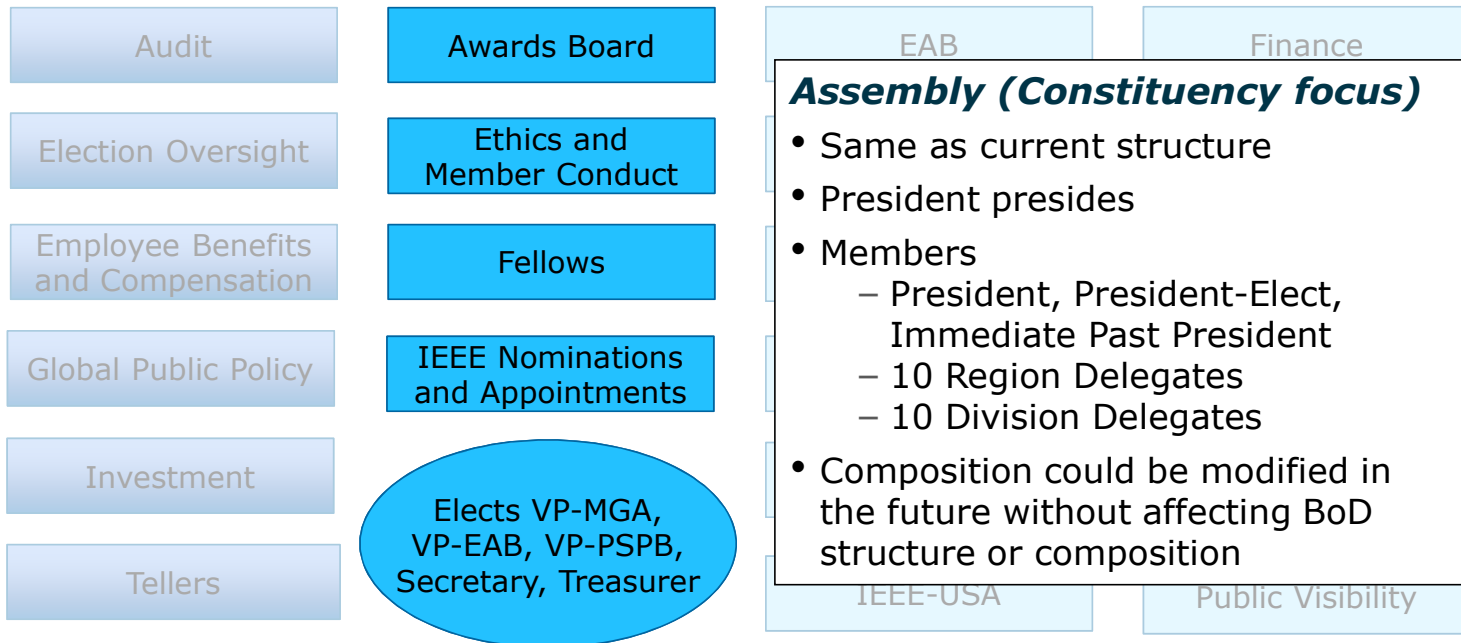 Audit
Election Oversight
Employee Benefits
and Compensation
Global Public Policy
Investment
Tellers
Awards Board
Ethics and
Member Conduct
Fellows
IEEE Nominations
and Appointments
Elects VP-MGA,
VP-EAB, VP-PSPB,
Secretary, Treasurer
EAB
Finance
Assembly (Constituency focus)
• Same as current structure
• President presides
• Members
– President, President-Elect,
Immediate Past President
– 10 Region Delegates
– 10 Division Delegates
• Composition could be modified in
the future without affecting BoD
structure or composition
IEEE-USA
Public Visibility